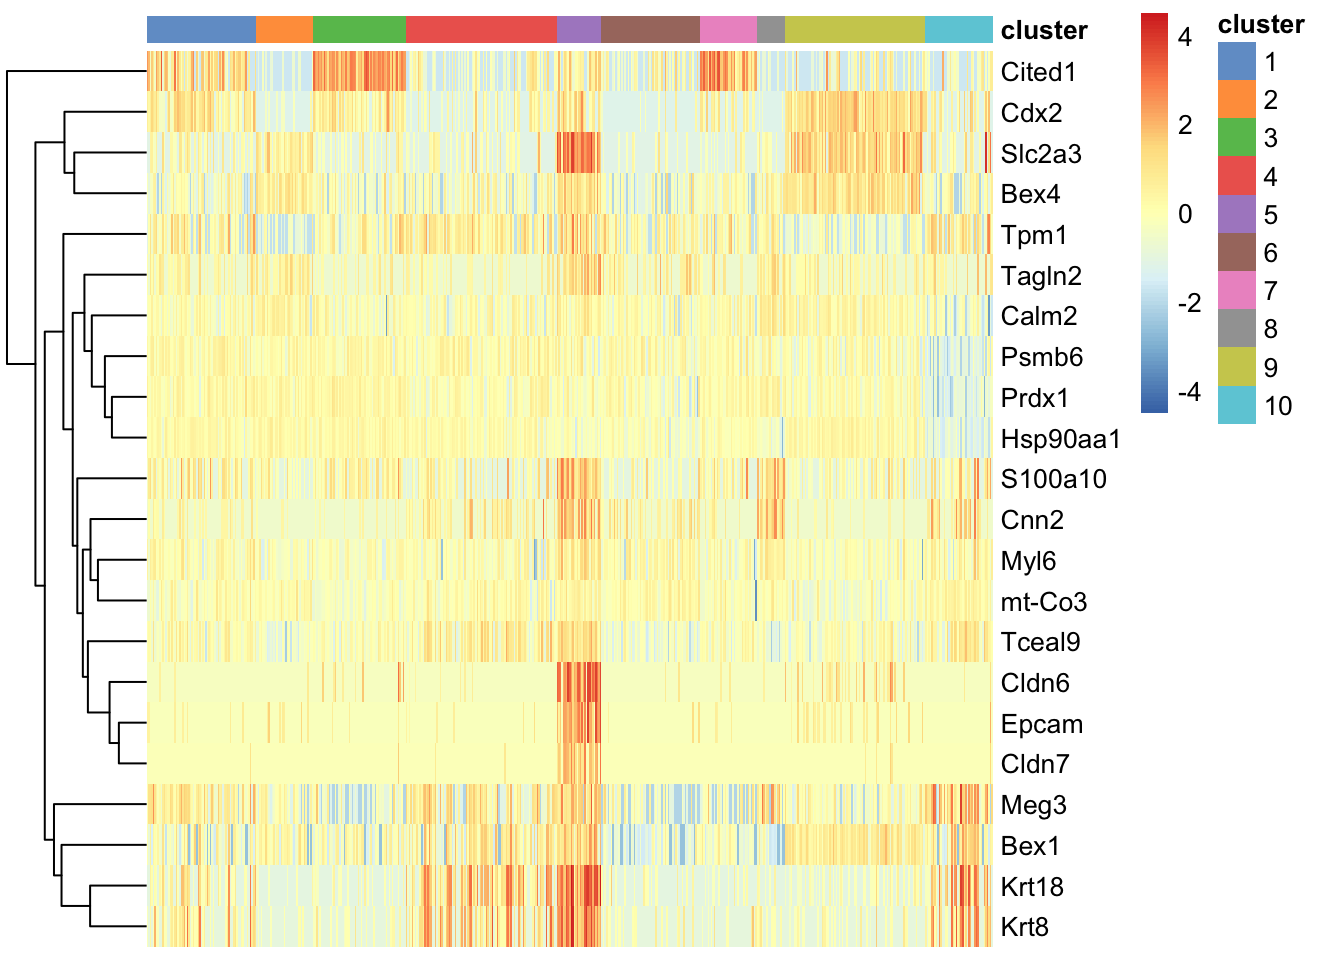 cluster
Cited1
Cdx2
Slc2a3
Bex4
Tpm1
Tagln2
Calm2
Psmb6
Prdx1
Hsp90aa1
S100a10
Cnn2
Myl6
mt-Co3
Tceal9
Cldn6
Epcam
Cldn7
Meg3
Bex1
Krt18
Krt8
4
2
0
-2
-4
cluster
1
2
3
4
5
6
7
8
9
10